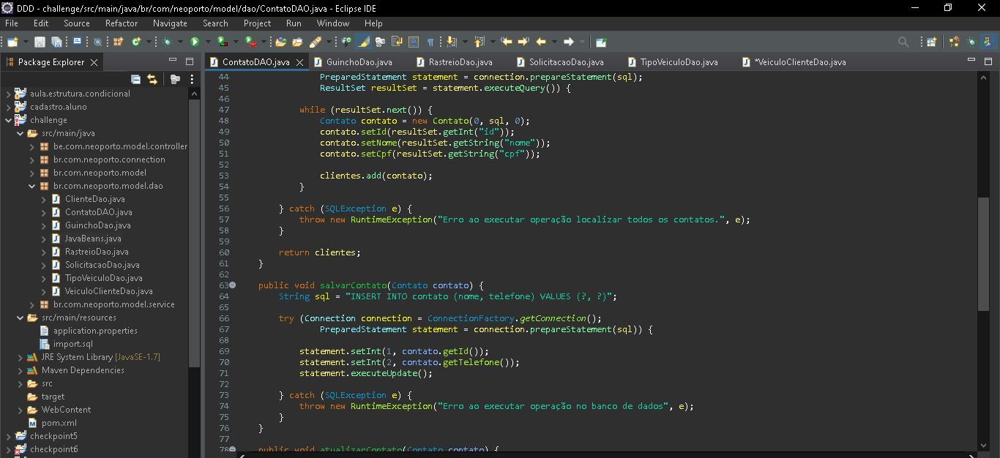 DDD - challenge/src/main/java/br/com/neoporto/model/dao/ContatoDAO.java - Eclipse IDE
File Edit Source Refactor Navigate Search Project Run Window Help
Package Explorer
aula.estrutura.condicional
cadastro.aluno
challenge
src/main/java
be.com.neoporto.model.controller
br.com.neoporto.connection
br.com.neoporto.model
br.com.neoporto.model.dao
ClienteDao.java
ContatoDAO.java
GuinchoDao.java
JavaBeans.java
RastreioDao.java
SolicitacaoDao.java
TipoVeiculoDao.java
VeiculoClienteDao.java
br.com.neoporto.model.service
src/main/resources
application.properties
import.sql
JRE System Library [JavaSE-1.7]
Maven Dependencies
src
target
WebContent
pom.xml
checkpoint5
checkpoint6
ContatoDAO.java GuinchoDao.java RastreioDao.java SolicitacaoDao.java TipoVeiculoDao.java *VeiculoClienteDao.java
44 PreparedStatement statement = connection.prepareStatement(sql);
45 ResultSet resultSet = statement.executeQuery()) {
46
47 while (resultSet.next()) {
48 Contato contato = new Contato(0, sql, 0);
49 contato.setId(resultSet.getInt("id"));
50 contato.setNome(resultSet.getString("nome"));
51 contato.setCpf(resultSet.getString("cpf"));
52
53 clientes.add(contato);
54 }
55
56 } catch (SQLException e) {
57 throw new RuntimeException("Erro ao executar operação localizar todos os contatos.", e);
58 }
59
60 return clientes;
61 }
62
63 public void salvarContato(Contato contato) {
64 String sql = "INSERT INTO contato (nome, telefone) VALUES (?, ?)";
65
66 try (Connection connection = ConnectionFactory.getConnection();
67 PreparedStatement statement = connection.prepareStatement(sql)) {
68
69 statement.setInt(1, contato.getId());
70 statement.setInt(2, contato.getTelefone());
71 statement.executeUpdate();
72
73 } catch (SQLException e) {
74 throw new RuntimeException("Erro ao executar operação no banco de dados", e);
75 }
76 }
77
78 public void atualizarContato(Contato contato) {